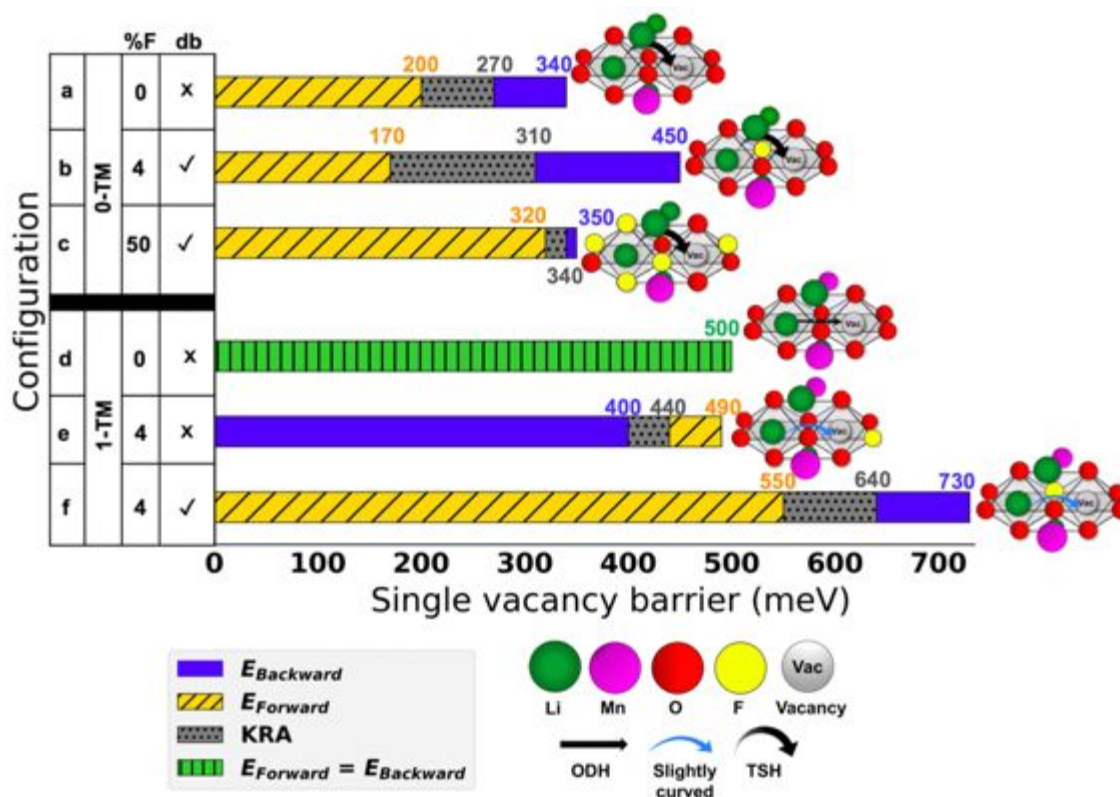 %F db
Configuration
0-TM
1-TM
a 0 x 200 270 340 Vac
b 4 ✓ 170 310 450 Vac
c 50 ✓ 320 350 340 Vac
d 0 x 500 Vac
e 4 x 400 440 490 Vac
f 4 ✓ 550 640 730 Vac
0 100 200 300 400 500 600 700
Single vacancy barrier (meV)
E_Backward
E_Forward
KRA
E_Forward = E_Backward
Vac
Li Mn O F Vacancy
ODH Slightly curved TSH